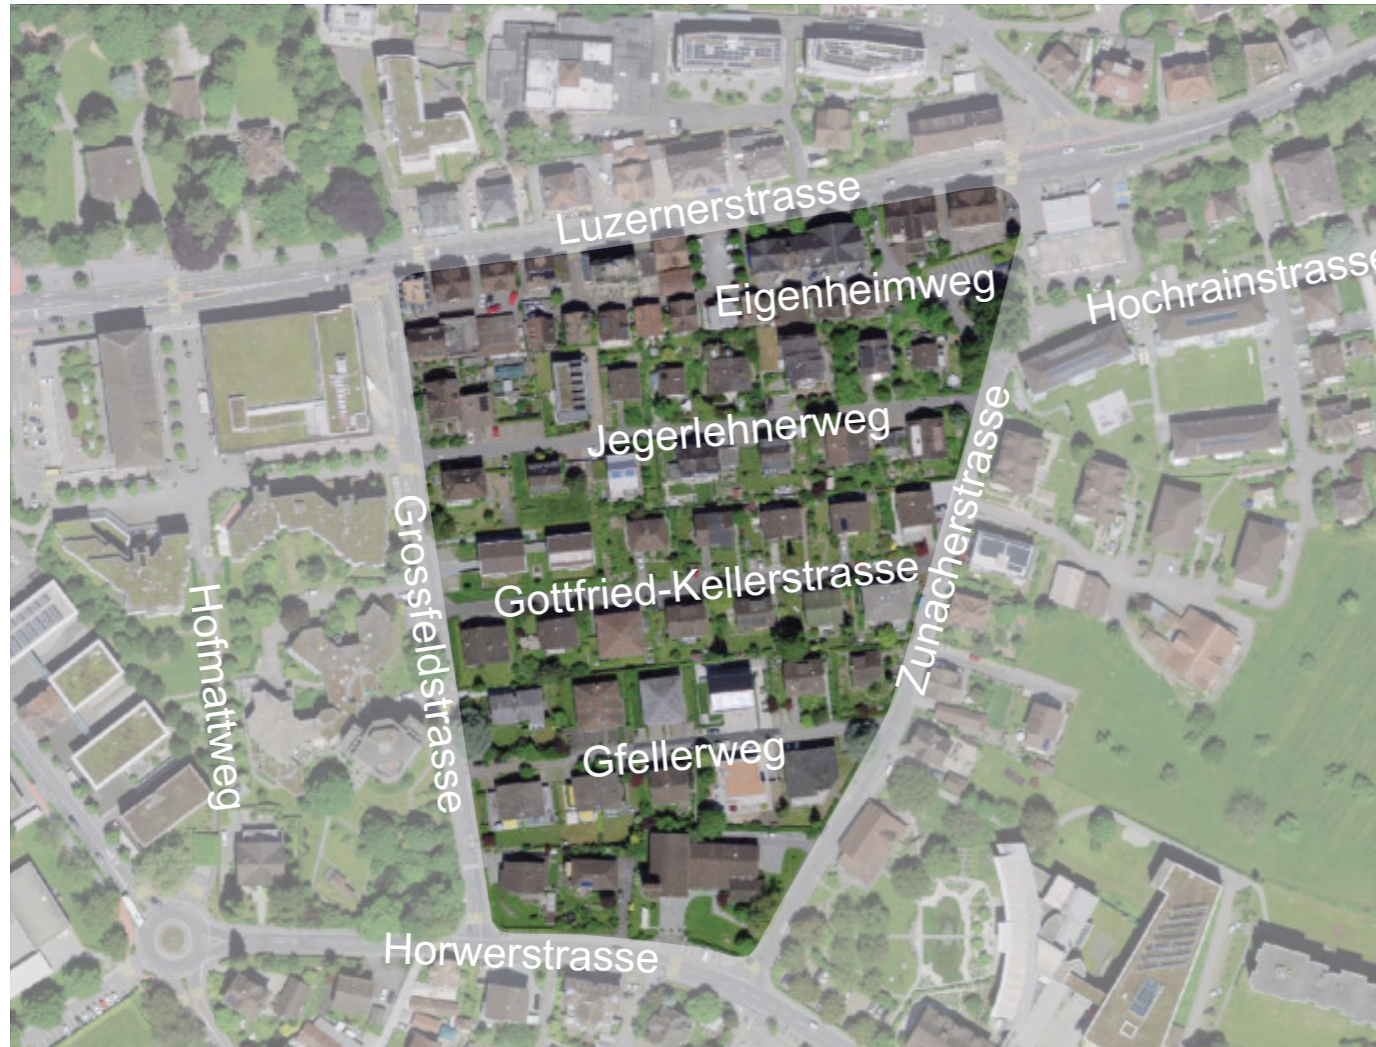 Luzernerstrasse
Eigenheimweg
Hochrainstrasse
Jegerlehnerweg
Grossfeldstrasse
Zunacherstrasse
Gottfried-Kellerstrasse
Hofmattweg
Gfellerweg
Horwerstrasse